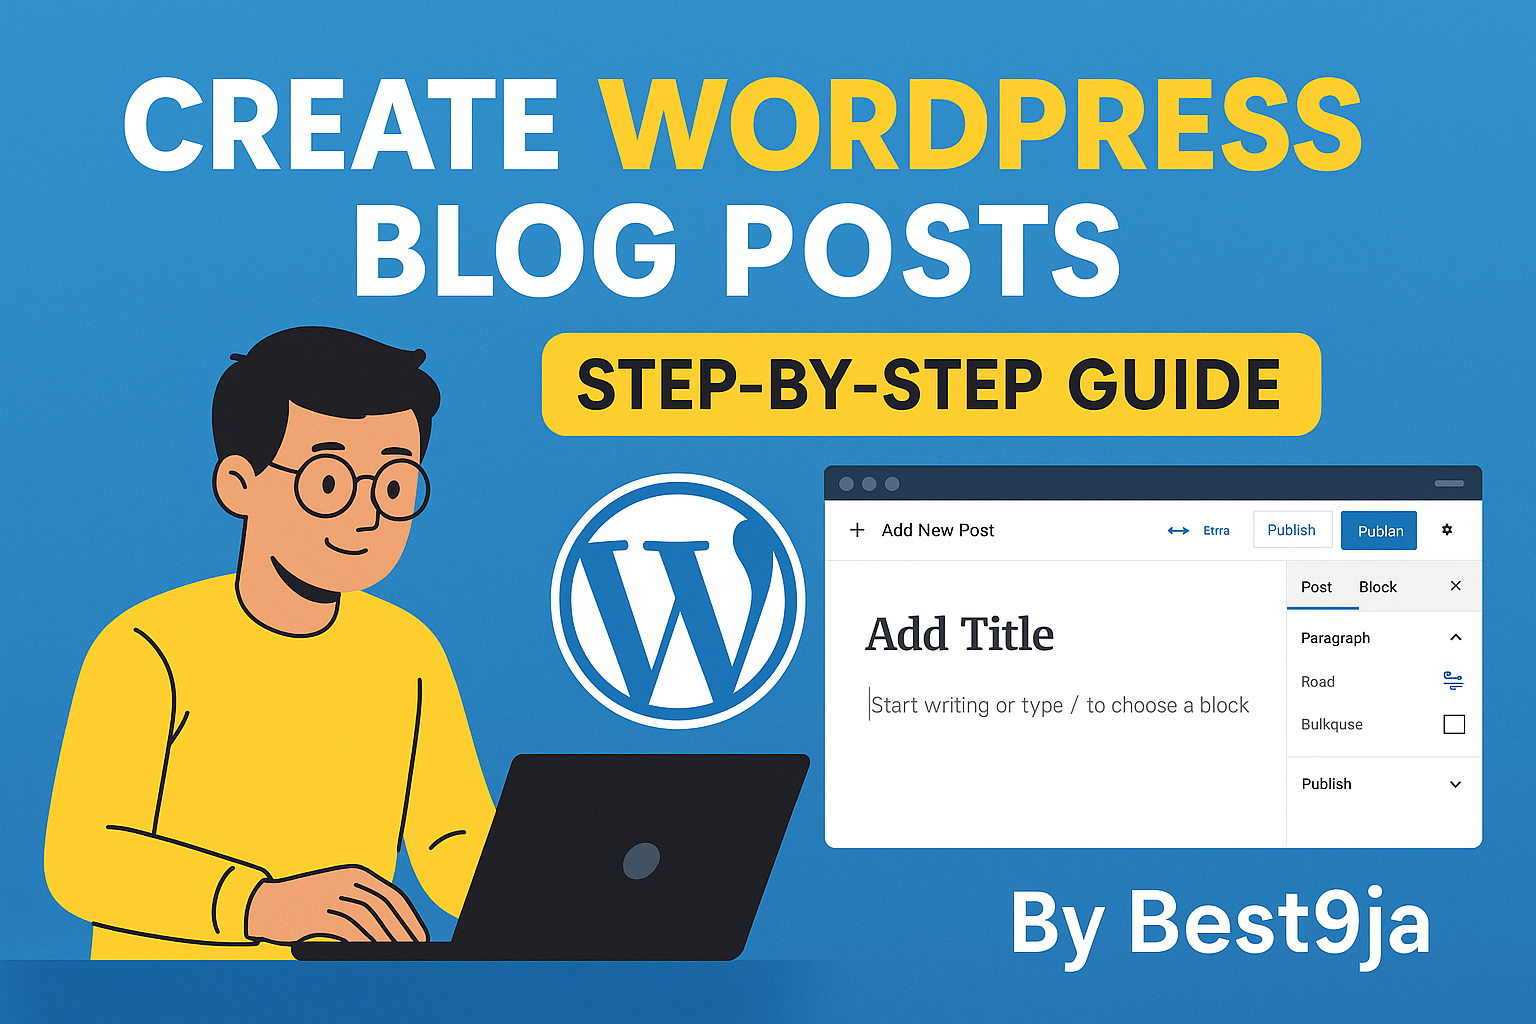 CREATE WORDPRESS
BLOG POSTS
STEP-BY-STEP GUIDE
+ Add New Post
Etrra
Publish
Publan
Post Block
Add Title
Start writing or type / to choose a block
Paragraph
Road
Bulkquse
Publish
By Best9ja